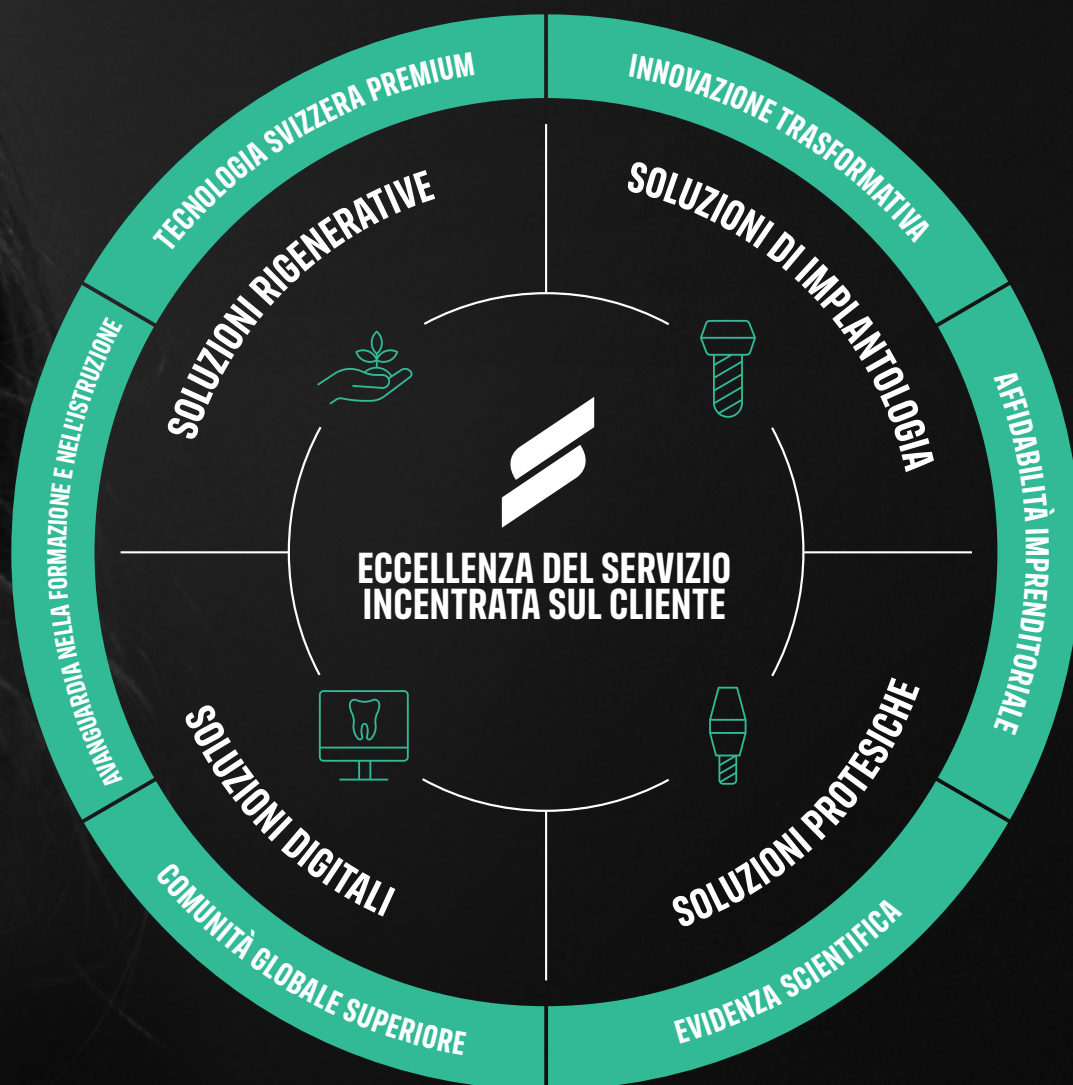 TECNOLOGIA SVIZZERA PREMIUM
INNOVAZIONE TRASFORMATIVA
AFFIDABILITÀ IMPRENDITORIALE
EVIDENZA SCIENTIFICA
COMUNITÀ GLOBALE SUPERIORE
AVANGUARDIA NELLA FORMAZIONE E NELL'ISTRUZIONE
SOLUZIONI RIGENERATIVE
SOLUZIONI DI IMPLANTOLOGIA
SOLUZIONI PROTESICHE
SOLUZIONI DIGITALI
ECCELLENZA DEL SERVIZIO
INCENTRATA SUL CLIENTE